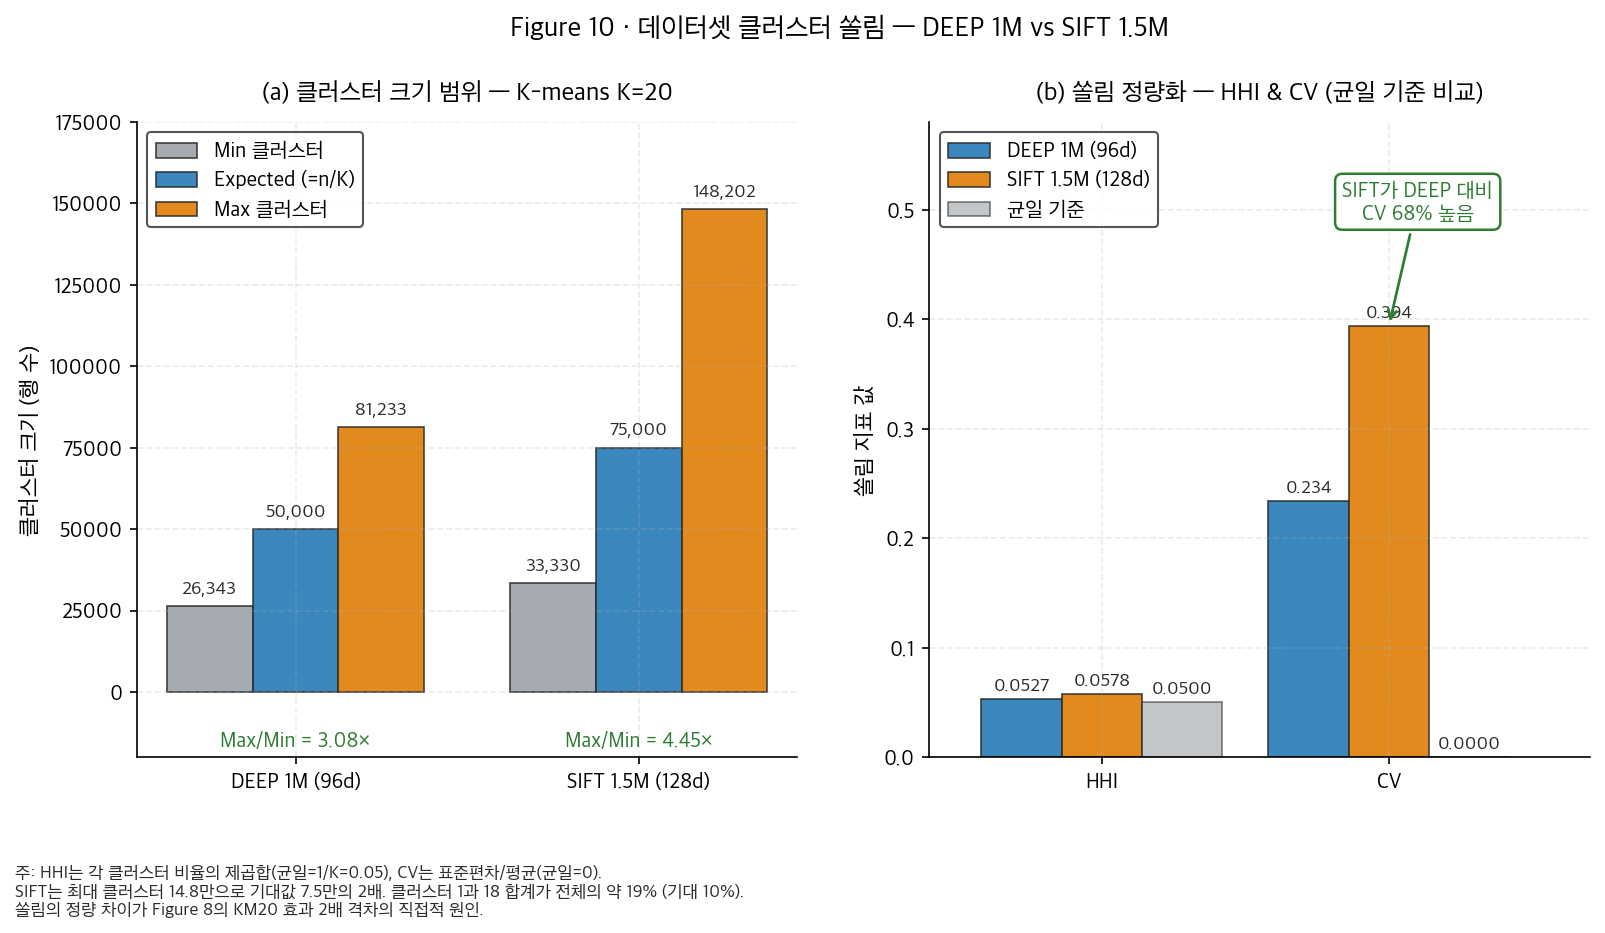 Figure 10 · 데이터셋 클러스터 쏠림 — DEEP 1M vs SIFT 1.5M
(a) 클러스터 크기 범위 — K-means K=20
클러스터 크기 (행 수)
175000
150000
125000
100000
75000
50000
25000
0
Min 클러스터
Expected (=n/K)
Max 클러스터
26,343
50,000
81,233
33,330
75,000
148,202
Max/Min = 3.08×
Max/Min = 4.45×
DEEP 1M (96d)
SIFT 1.5M (128d)
(b) 쏠림 정량화 — HHI & CV (균일 기준 비교)
쏠림 지표 값
0.5
0.4
0.3
0.2
0.1
0.0
DEEP 1M (96d)
SIFT 1.5M (128d)
균일 기준
SIFT가 DEEP 대비
CV 68% 높음
0.0527
0.0578
0.0500
0.234
0.394
0.0000
HHI
CV
주: HHI는 각 클러스터 비율의 제곱합(균일=1/K=0.05), CV는 표준편차/평균(균일=0).
SIFT는 최대 클러스터 14.8만으로 기대값 7.5만의 2배. 클러스터 1과 18 합계가 전체의 약 19% (기대 10%).
쏠림의 정량 차이가 Figure 8의 KM20 효과 2배 격차의 직접적 원인.